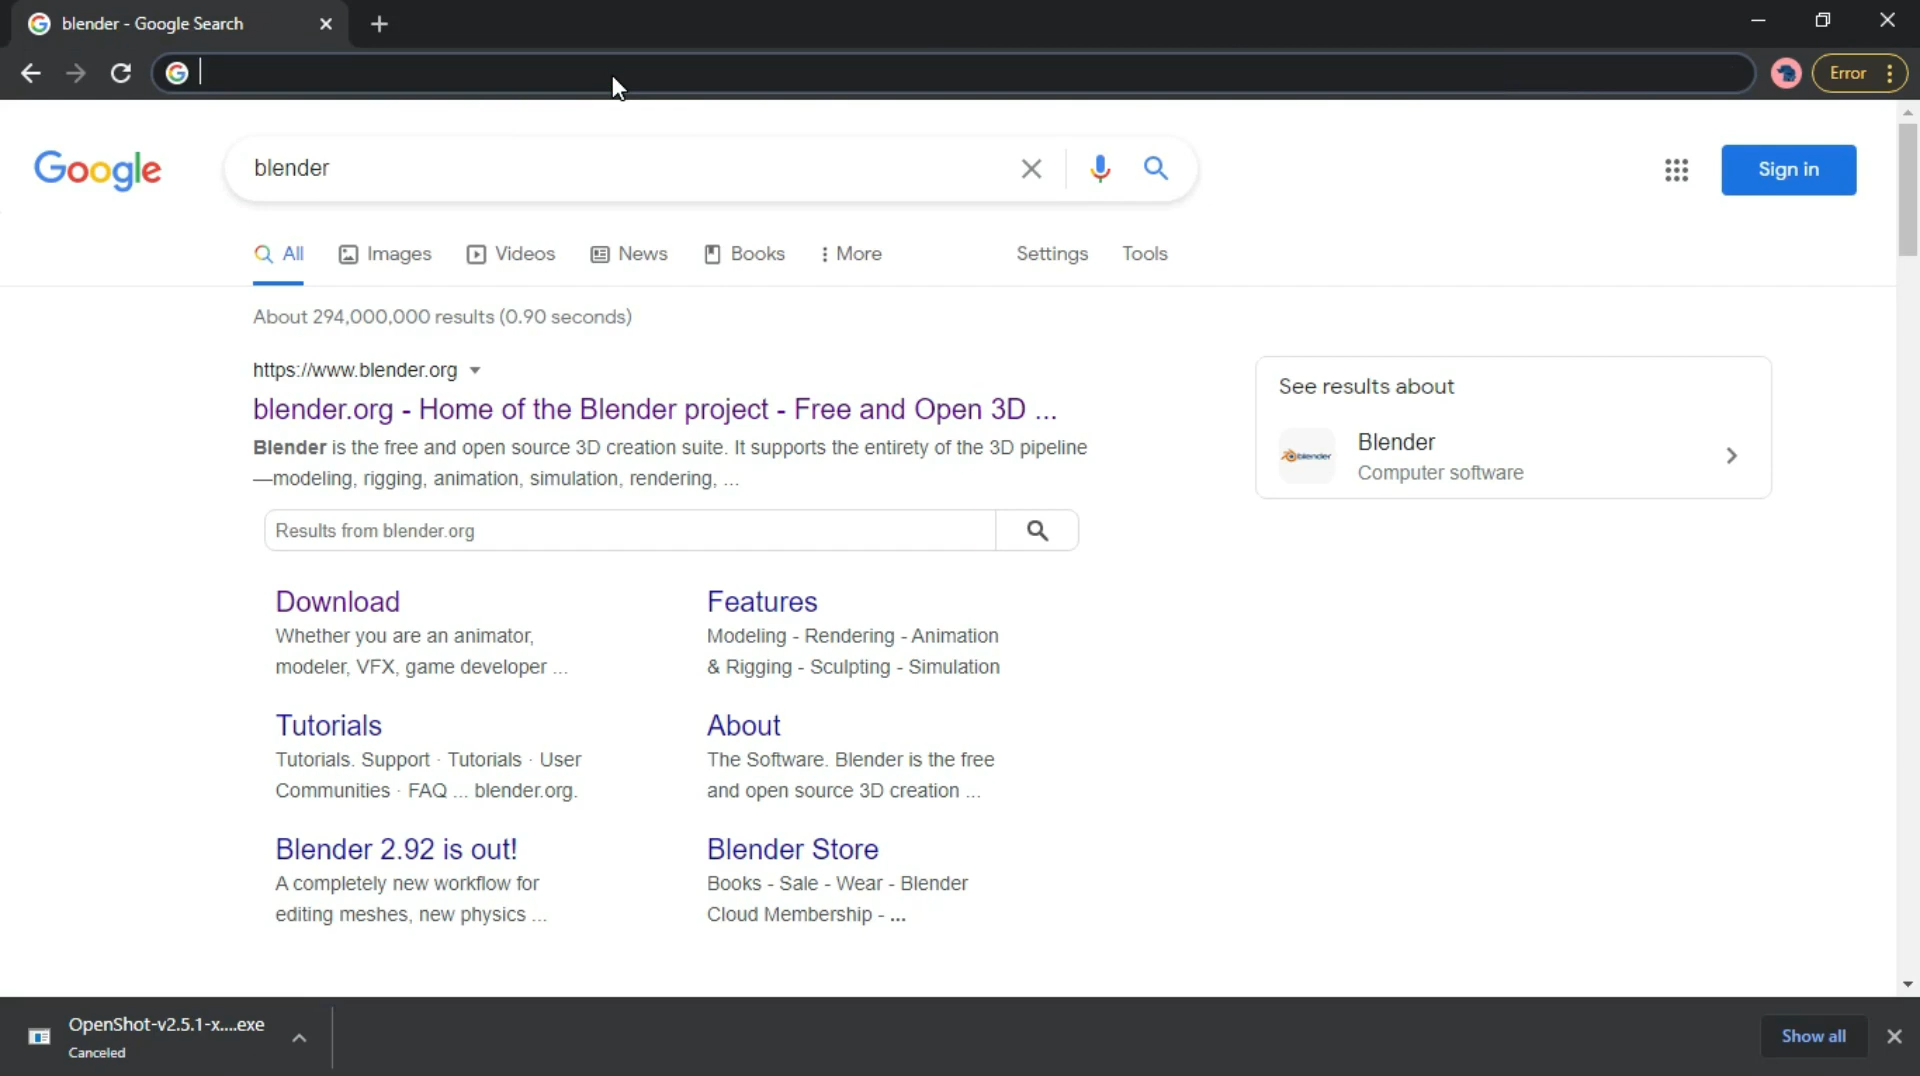 blender - Google Search
Error
Google
blender
Sign in
All
Images
Videos
News
Books
More
Settings
Tools
About 294,000,000 results (0.90 seconds)
https://www.blender.org
blender.org - Home of the Blender project - Free and Open 3D ...
Blender is the free and open source 3D creation suite. It supports the entirety of the 3D pipeline
—modeling, rigging, animation, simulation, rendering, ...
Results from blender.org
See results about
blender
Blender
Computer software
Download
Whether you are an animator,
modeler, VFX, game developer ...
Features
Modeling - Rendering - Animation
& Rigging - Sculpting - Simulation
Tutorials
Tutorials. Support · Tutorials · User
Communities · FAQ ... blender.org.
About
The Software. Blender is the free
and open source 3D creation ...
Blender 2.92 is out!
A completely new workflow for
editing meshes, new physics ...
Blender Store
Books - Sale - Wear - Blender
Cloud Membership - ...
OpenShot-v2.5.1-x....exe
Canceled
Show all